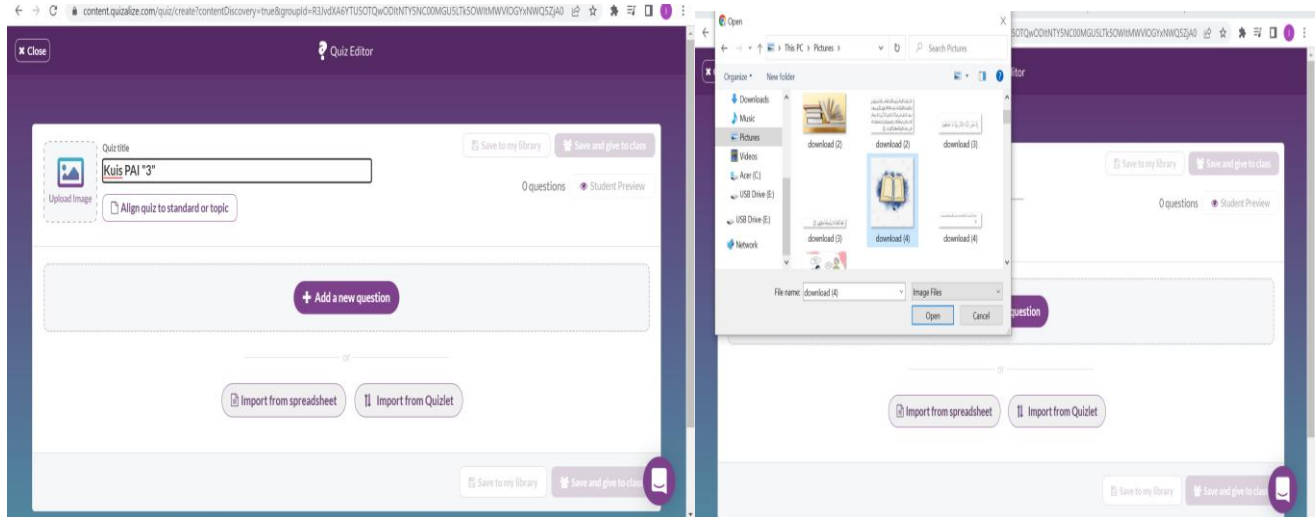 content.quizalize.com/quiz/create?contentDiscovery=true&groupId=
Close
Quiz Editor
Quiz title
Kuis PAI "3"
Upload Image
Align quiz to standard or topic
Save to my library
Save and give to class
0 questions
Student Preview
+ Add a new question
or
Import from spreadsheet
Import from Quizlet
Save to my library
Save and give to class
Open
This PC > Pictures >
Search Pictures
Organize
New folder
Downloads
Music
Pictures
Videos
Acer (C:)
USB Drive (E:)
USB Drive (E:)
Network
download (2)
download (2)
download (3)
download (3)
download (4)
download (4)
File name:
download (4)
Image Files
Open
Cancel
itor
Save to my library
Save and give to class
0 questions
Student Preview
question
or
Import from spreadsheet
Import from Quizlet
Save to my library
Save and give to class